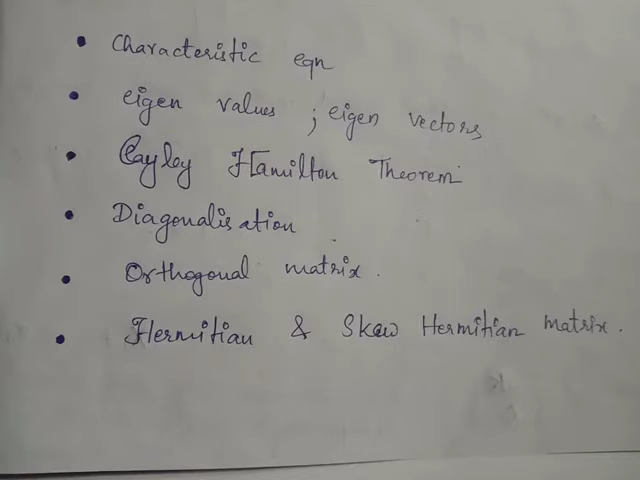 • Characteristic eqn
• eigen values ; eigen vectors
• Cayley Hamilton Theorem
• Diagonalisation
• Orthogonal matrix.
• Hermitian & Skew Hermitian matrix.